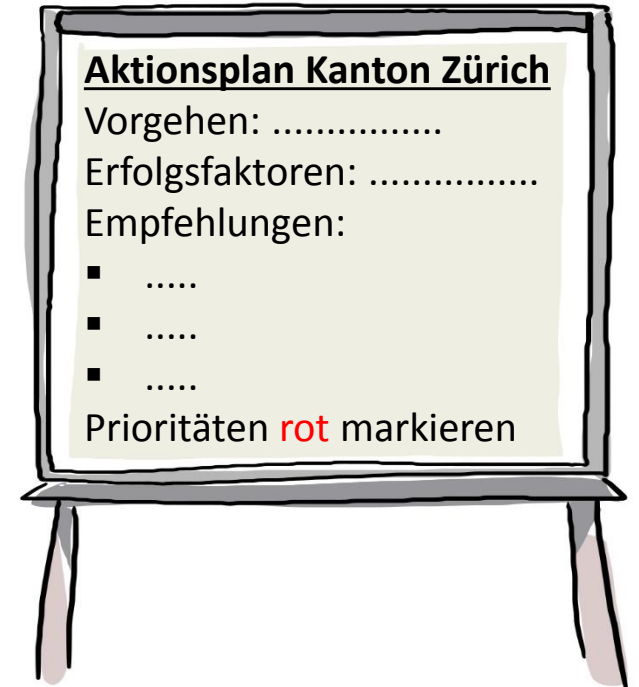 Aktionsplan Kanton Zürich
Vorgehen: ................
Erfolgsfaktoren: ................
Empfehlungen:
▪ .....
▪ .....
▪ .....
Prioritäten rot markieren